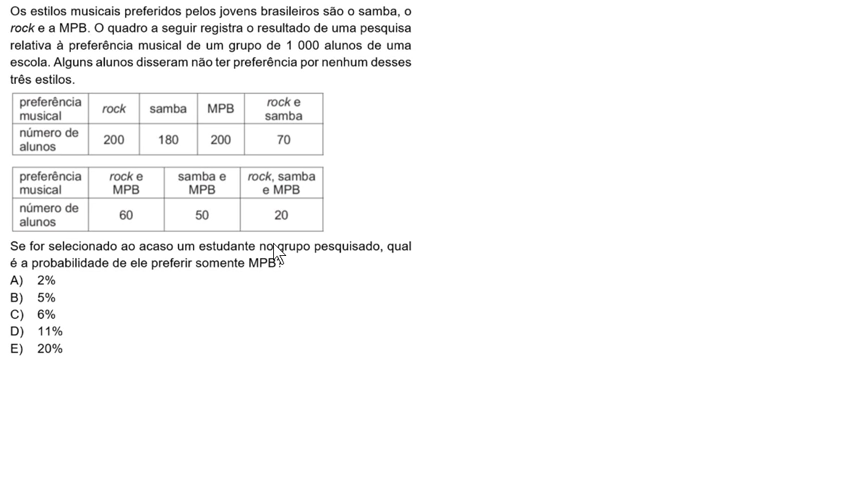 Os estilos musicais preferidos pelos jovens brasileiros são o samba, o
rock e a MPB. O quadro a seguir registra o resultado de uma pesquisa
relativa à preferência musical de um grupo de 1 000 alunos de uma
escola. Alguns alunos disseram não ter preferência por nenhum desses
três estilos.
preferência musical rock samba MPB rock e samba
número de alunos 200 180 200 70
preferência musical rock e MPB samba e MPB rock, samba e MPB
número de alunos 60 50 20
Se for selecionado ao acaso um estudante no grupo pesquisado, qual
é a probabilidade de ele preferir somente MPB?
A) 2%
B) 5%
C) 6%
D) 11%
E) 20%